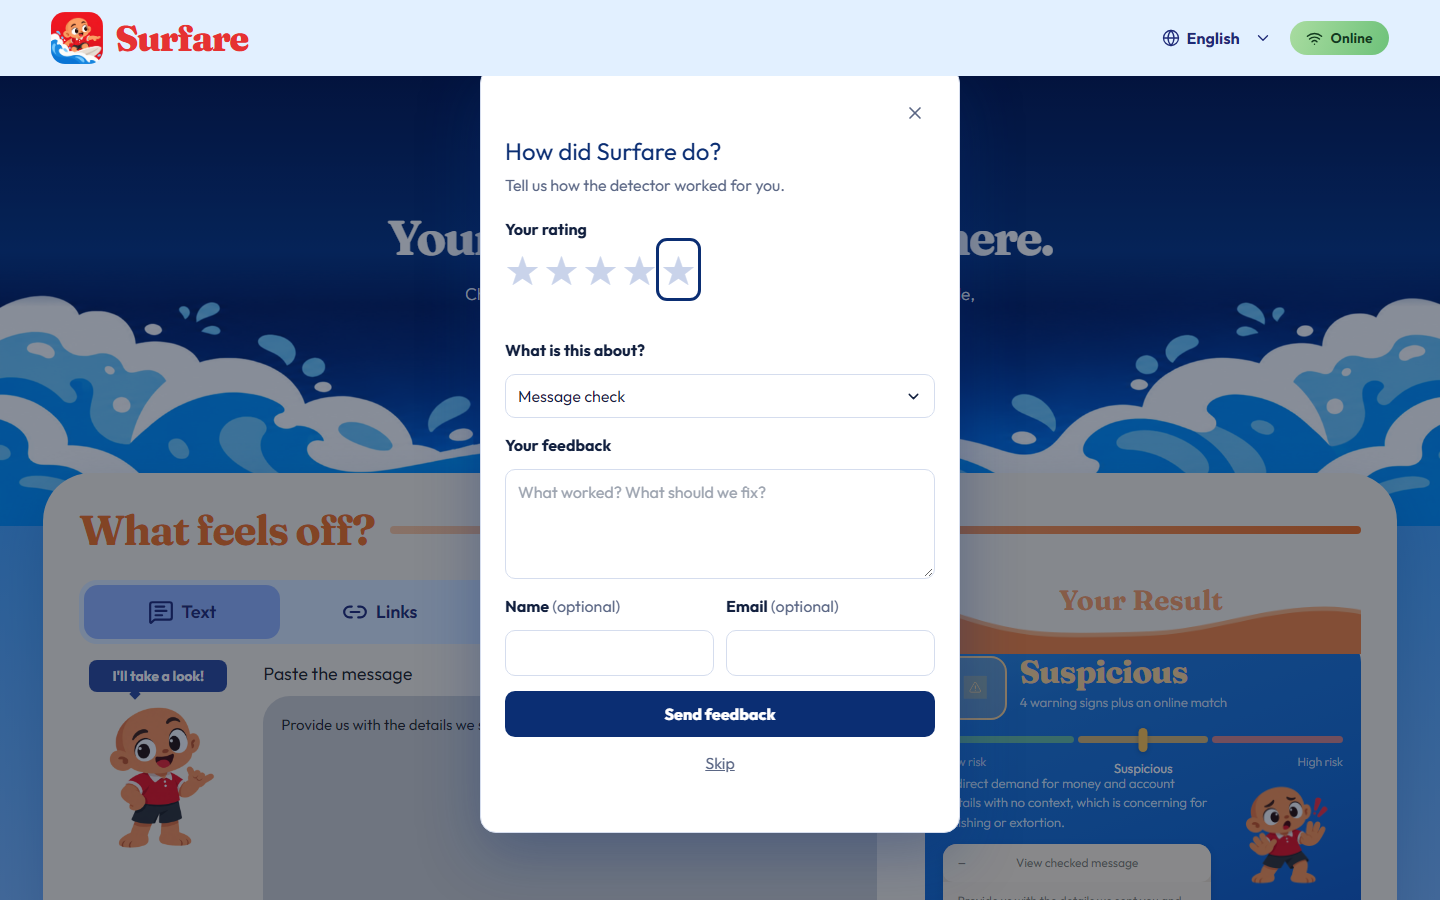 Surfare
English
Online
How did Surfare do?
Tell us how the detector worked for you.
Your rating
What is this about?
Message check
Your feedback
What worked? What should we fix?
Name (optional)
Email (optional)
Send feedback
Skip
What feels off?
Text
Links
I'll take a look!
Paste the message
Provide us with the details we
Your Result
Suspicious
4 warning signs plus an online match
risk
Suspicious
High risk
direct demand for money and account
with no context, which is concerning for
or extortion.
View checked message